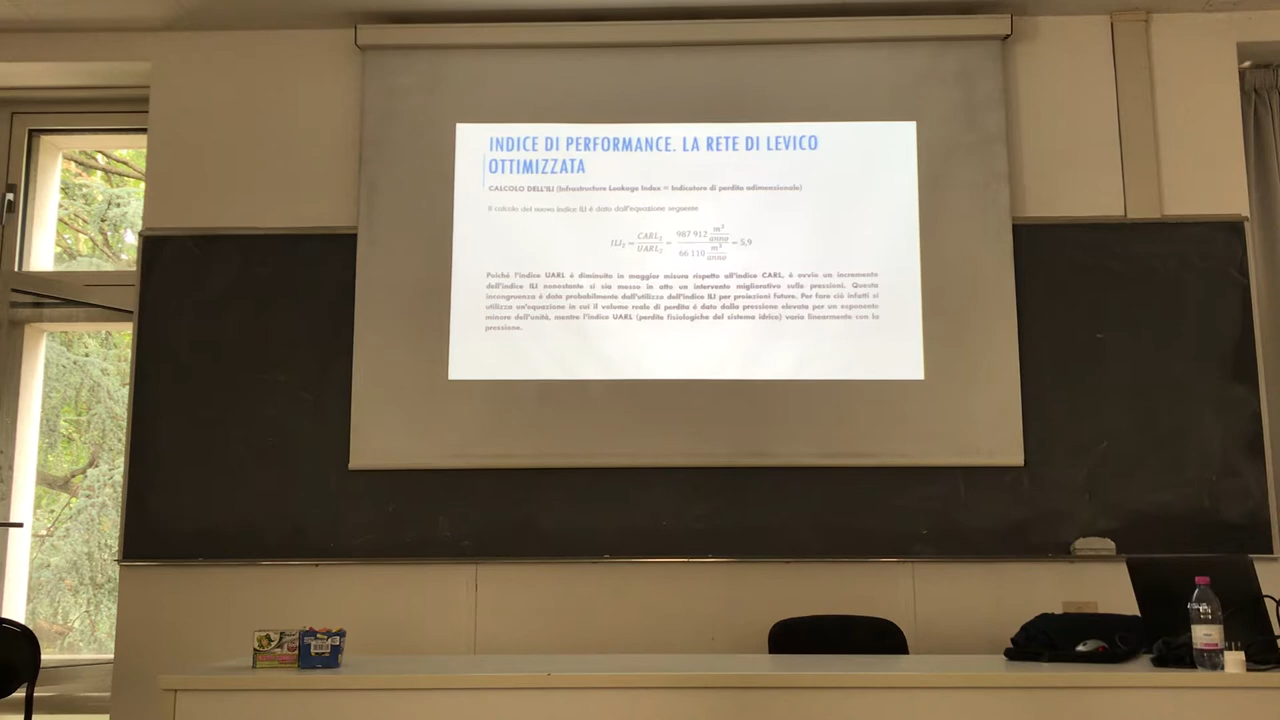 INDICE DI PERFORMANCE. LA RETE DI LEVICO
OTTIMIZZATA
CALCOLO DELL'ILI (Infrastructure Leakage Index = Indicatore di perdita adimensionale)
Il calcolo del nuovo indice ILI è dato dall'equazione seguente
ILI₂ = CARL₂ / UARL₂ = 987 912 m³/anno / 66 110 m³/anno = 5,9
Poiché l'indice UARL è diminuito in maggior misura rispetto all'indice CARL, è ovvio un incremento
dell'indice ILI nonostante si sia messo in atto un intervento migliorativo sulle pressioni. Questa
incongruenza è data probabilmente dall'utilizzo dell'indice ILI per proiezioni future. Per fare ciò infatti si
utilizza un'equazione in cui il volume reale di perdita è dato dalla pressione elevata per un esponente
minore dell'unità, mentre l'indice UARL (perdite fisiologiche del sistema idrico) varia linearmente con la
pressione.